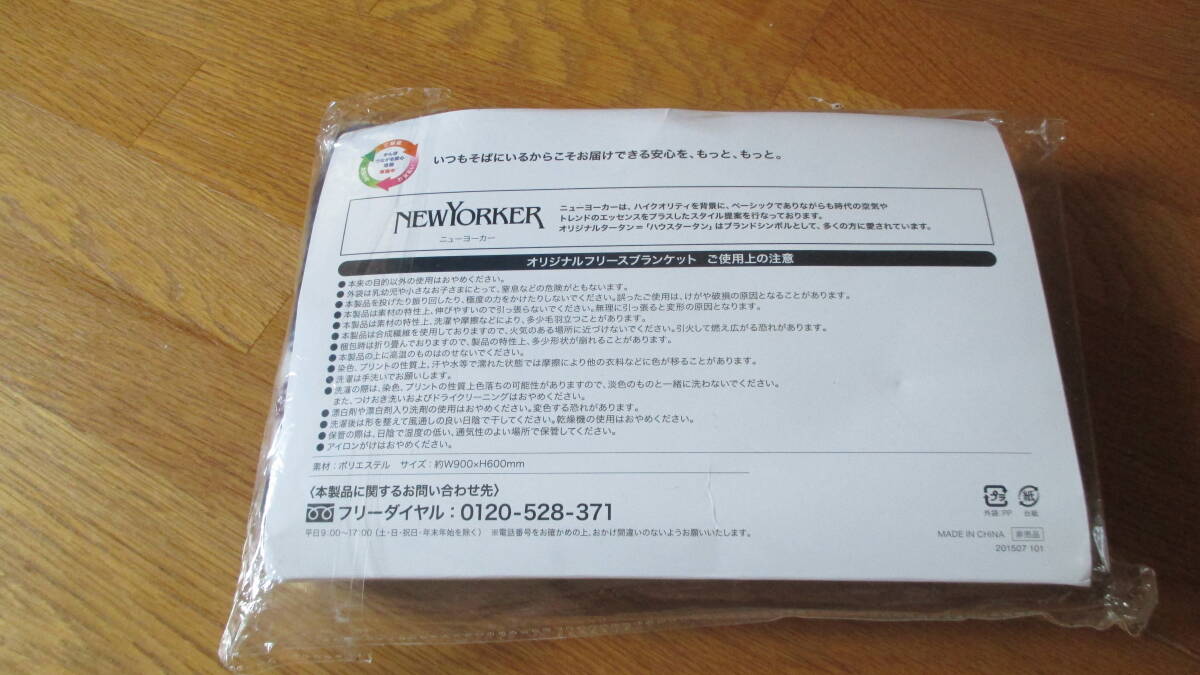 いつもそばにいるからこそお届けできる安心を、もっと、もっと。
NEWYORKER
ニューヨーカー
ニューヨーカーは、ハイクオリティを背景に、ベーシックでありながらも時代の空気や
トレンドのエッセンスをプラスしたスタイル提案を行なっております。
オリジナルタータン=「ハウスタータン」はブランドシンボルとして、多くの方に愛されています。
オリジナルフリースブランケット ご使用上の注意
●本来の目的以外の使用はおやめください。
●外袋は乳幼児や小さなお子さまにとって、窒息などの危険がともないます。
●本製品を投げたり振り回したり、極度の力をかけたりしないでください。誤ったご使用は、けがや破損の原因となることがあります。
●本製品は素材の特性上、伸びやすいので引っ張らないでください。無理に引っ張ると変形の原因となります。
●本製品は素材の特性上、洗濯や摩擦などにより、多少毛羽立つことがあります。
●本製品は合成繊維を使用しておりますので、火気のある場所に近づけないでください。引火して燃え広がる恐れがあります。
●梱包時は折り畳んでおりますので、製品の特性上、多少形状が崩れることがあります。
●本製品の上に高温のものはのせないでください。
●染色、プリントの性質上、汗や水等で濡れた状態では摩擦により他の衣料などに色が移ることがあります。
●洗濯は手洗いでお願いします。
●洗濯の際は、染色、プリントの性質上色落ちの可能性がありますので、淡色のものと一緒に洗わないでください。
また、つけおき洗いおよびドライクリーニングはおやめください。
●漂白剤や漂白剤入り洗剤の使用はおやめください。変色する恐れがあります。
●洗濯後は形を整えて風通しの良い日陰で干してください。乾燥機の使用はおやめください。
●保管の際は、日陰で湿度の低い、通気性のよい場所で保管してください。
●アイロンがけはおやめください。
素材:ポリエステル サイズ:約W900×H600mm
〈本製品に関するお問い合わせ先〉
フリーダイヤル:0120-528-371
平日9:00〜17:00(土・日・祝日・年末年始を除く) ※電話番号をお確かめの上、おかけ間違いのないようお願いいたします。
プラ 紙
外袋:PP 台紙
MADE IN CHINA 非売品
201507 101